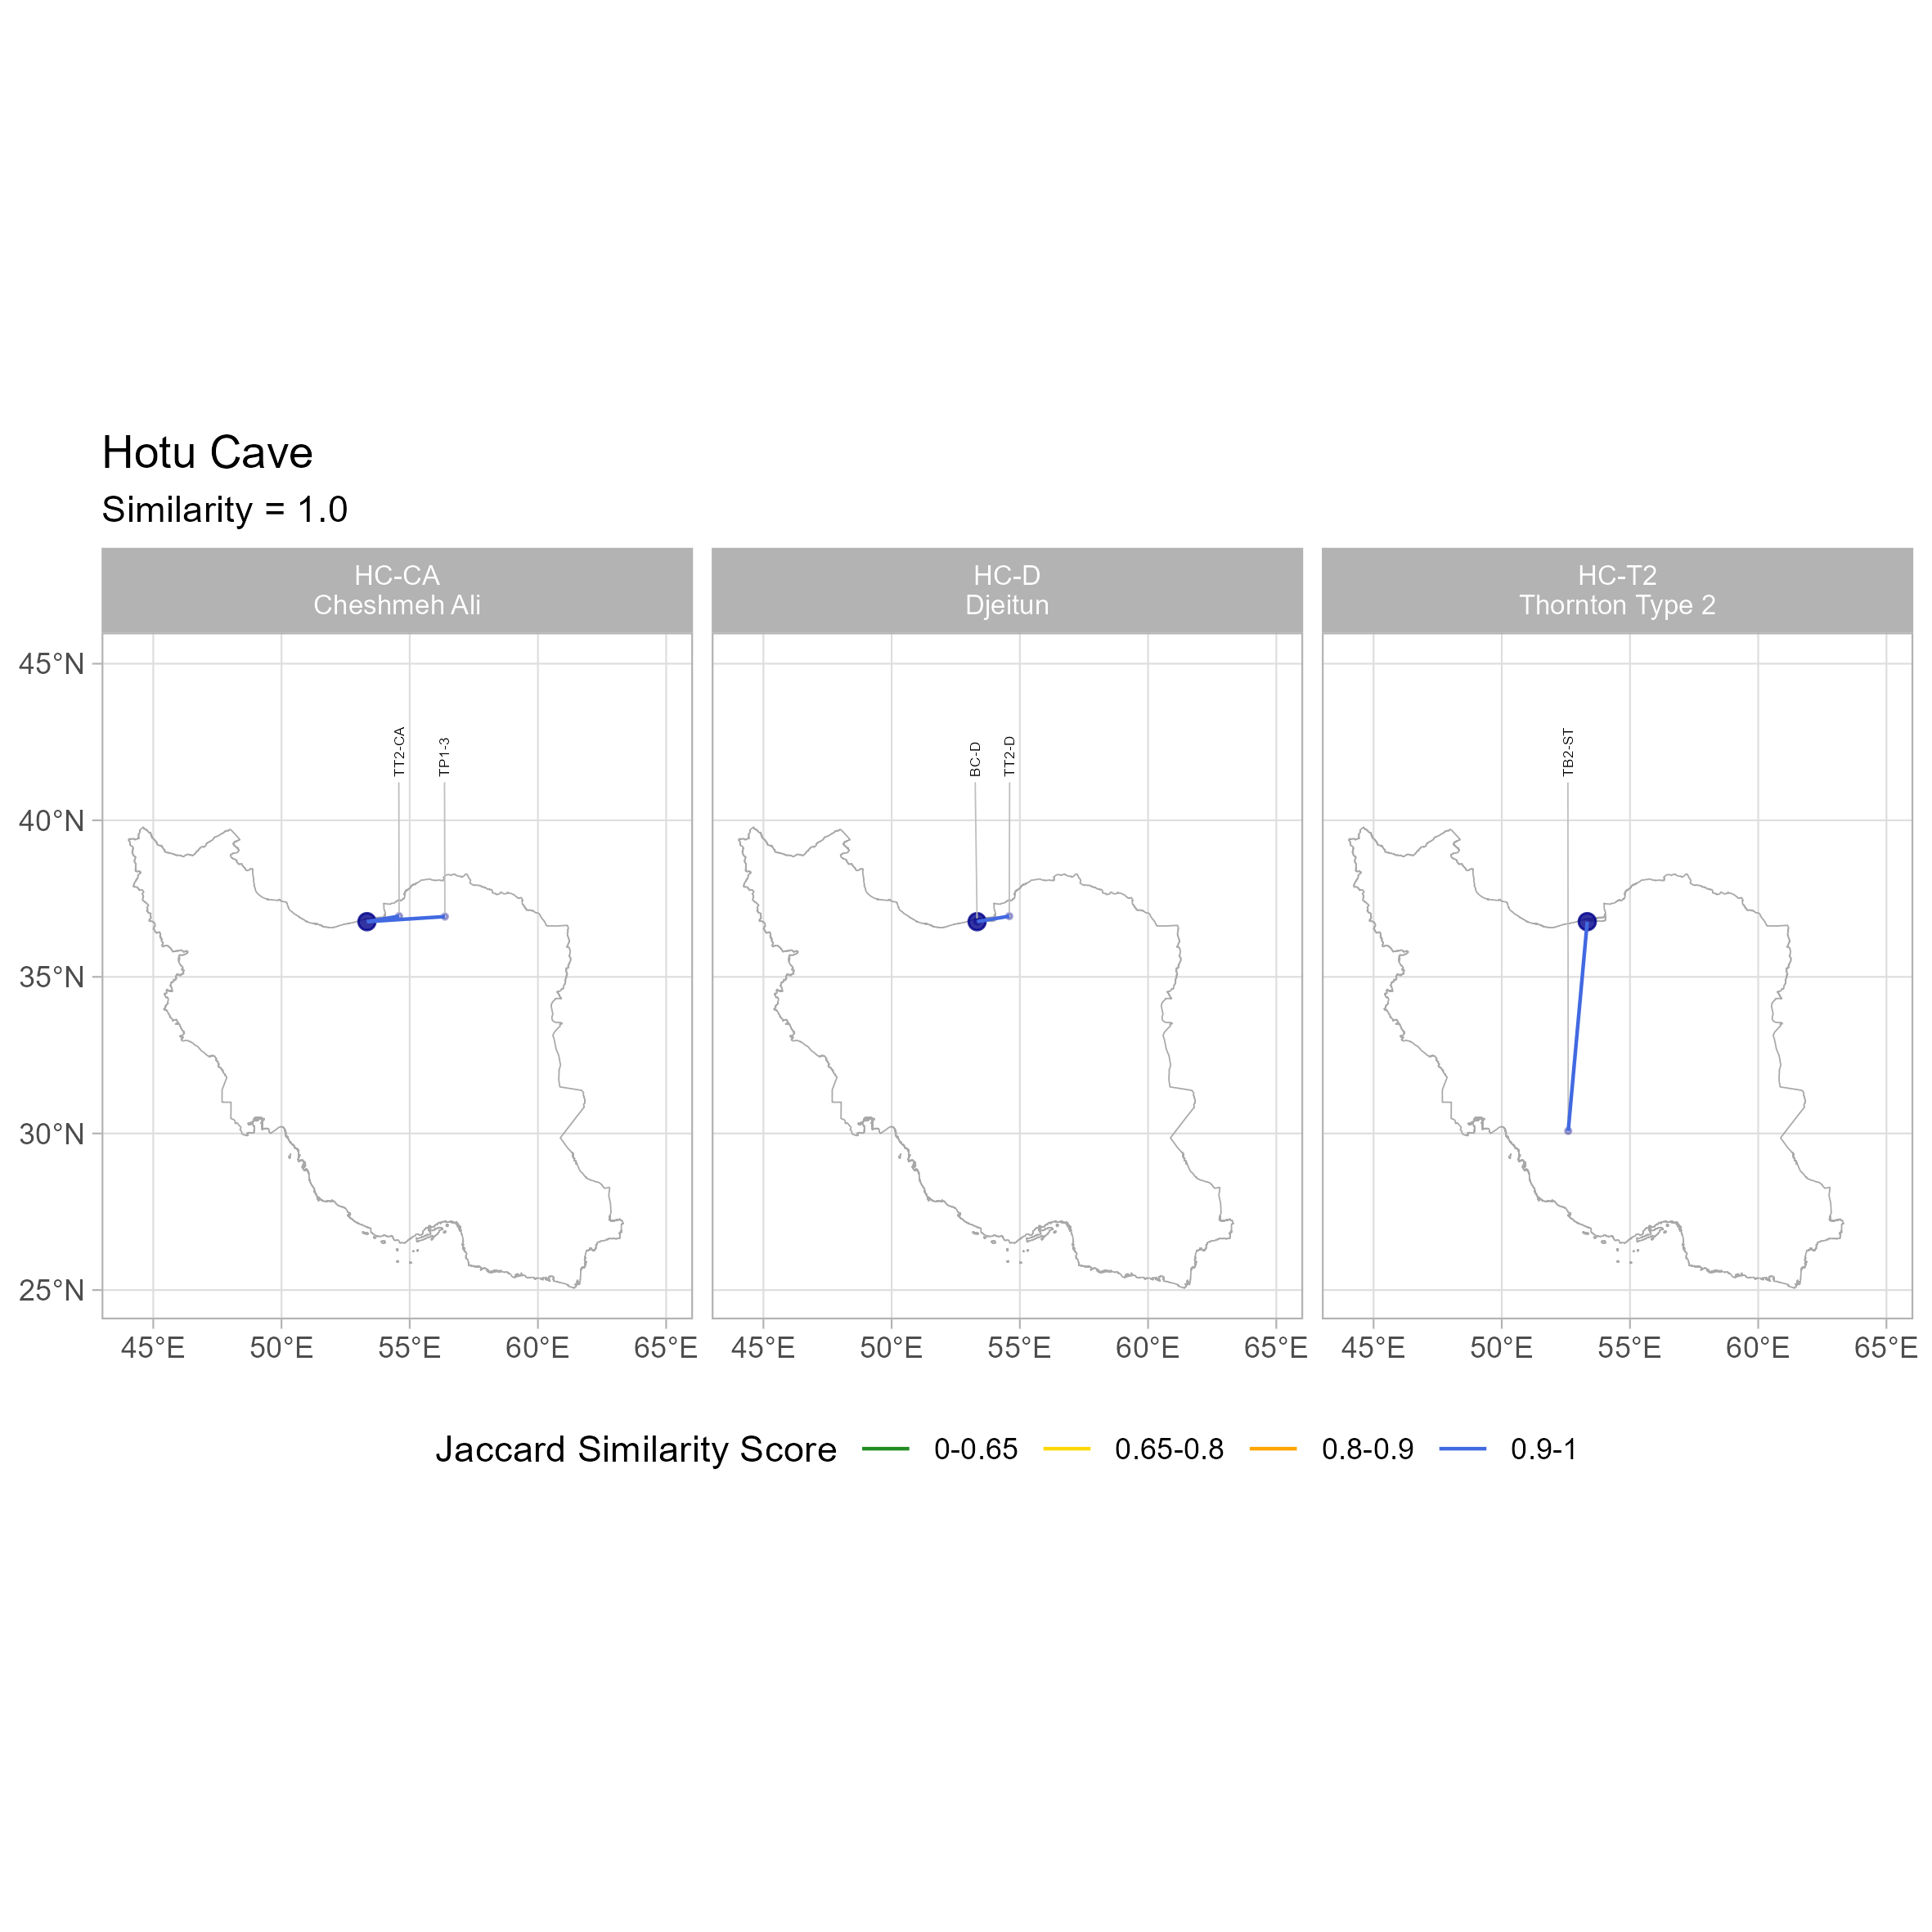 Hotu Cave
Similarity = 1.0
HC-CA
Cheshmeh Ali
HC-D
Djeitun
HC-T2
Thornton Type 2
45°N
40°N
35°N
30°N
25°N
TT2-CA
TP1-3
BC-D
TT2-D
TB2-ST
45°E 50°E 55°E 60°E 65°E 45°E 50°E 55°E 60°E 65°E 45°E 50°E 55°E 60°E 65°E
Jaccard Similarity Score 0-0.65 0.65-0.8 0.8-0.9 0.9-1